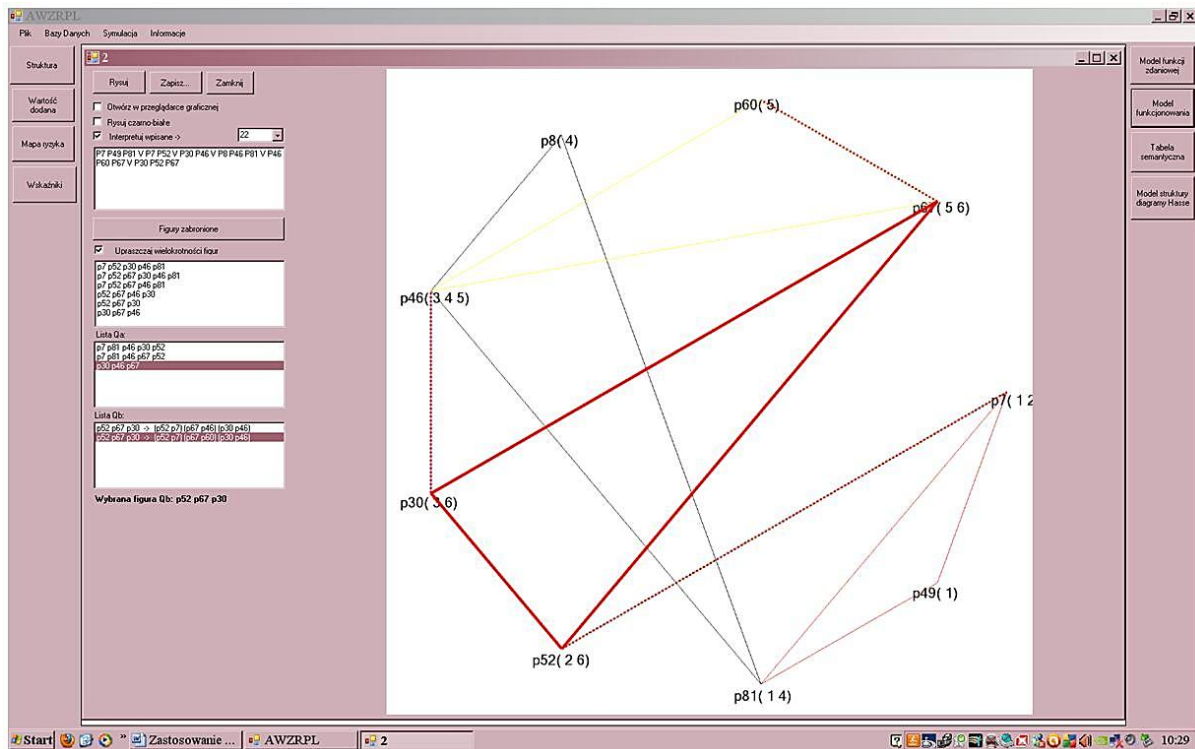 AWZRPL
Plik Bazy Danych Symulacja Informacje
Struktura
Wartość
dodana
Mapa ryzyka
Wskaźniki
2
Rysuj Zapisz... Zamknij
Otwórz w przeglądarce graficznej
Rysuj czarno-białe
Interpretuj wpisane -> 22
P7 P49 P81 V P7 P52 V P30 P46 V P8 P46 P81 V P46
P60 P67 V P30 P52 P67
Figury zabronione
Upraszczaj wielokrotności figur
p7 p52 p30 p46 p81
p7 p52 p67 p30 p46 p81
p7 p52 p67 p46 p81
p52 p67 p46 p30
p52 p67 p30
p30 p67 p46
Lista Qa:
p7 p81 p46 p30 p52
p7 p81 p46 p67 p52
p30 p46 p67
Lista Qb:
p52 p67 p30 -> (p52 p7) (p67 p46) (p30 p46)
p52 p67 p30 -> (p52 p7) (p67 p60) (p30 p46)
Wybrana figura Qb: p52 p67 p30
p60( 5)
p8( 4)
p67( 5 6)
p46( 3 4 5)
p7( 1 2
p30( 3 6)
p49( 1)
p52( 2 6)
p81( 1 4)
Model funkcji
zdaniowej
Model
funkcjonowania
Tabela
semantyczna
Model struktury
diagramy Hasse
Start » Zastosowanie ... AWZRPL 2 10:29